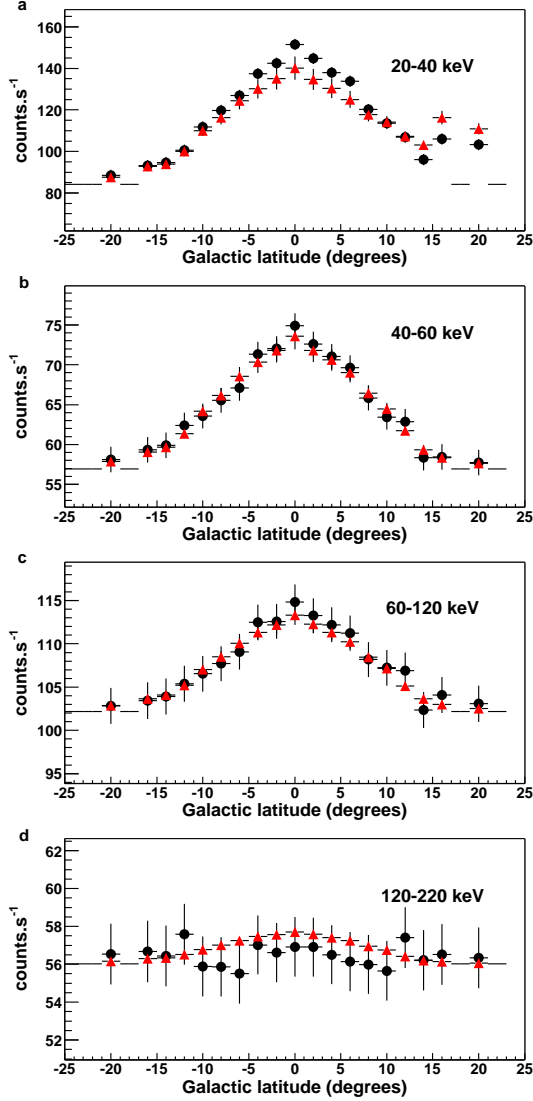 a
160
140
120
100
80
counts.s-1
20-40 keV
-25 -20 -15 -10 -5 0 5 10 15 20 25
Galactic latitude (degrees)
b
75
70
65
60
55
counts.s-1
40-60 keV
-25 -20 -15 -10 -5 0 5 10 15 20 25
Galactic latitude (degrees)
c
115
110
105
100
95
counts.s-1
60-120 keV
-25 -20 -15 -10 -5 0 5 10 15 20 25
Galactic latitude (degrees)
d
62
60
58
56
54
52
counts.s-1
120-220 keV
-25 -20 -15 -10 -5 0 5 10 15 20 25
Galactic latitude (degrees)